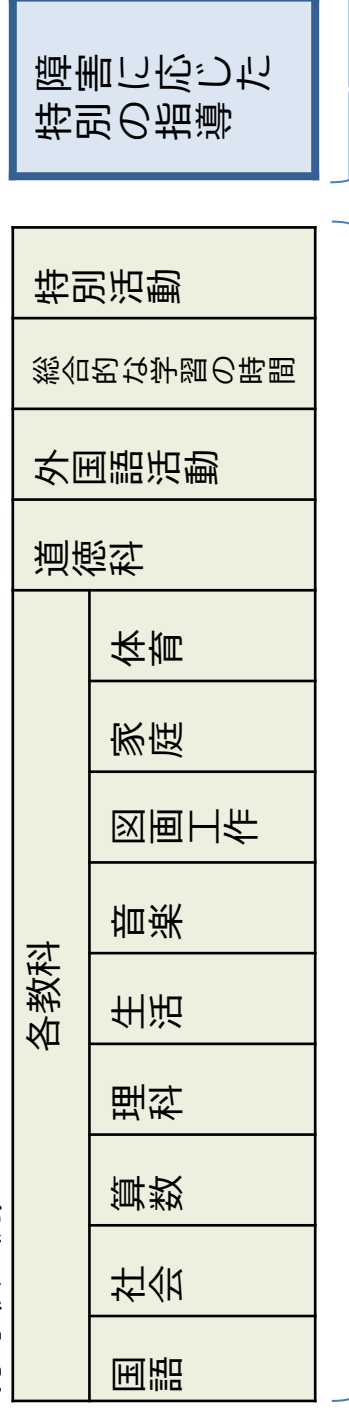 各教科
国語
社会
算数
理科
生活
音楽
図画工作
家庭
体育
道徳科
外国語活動
総合的な学習の時間
特別活動
障害に応じた
特別の指導